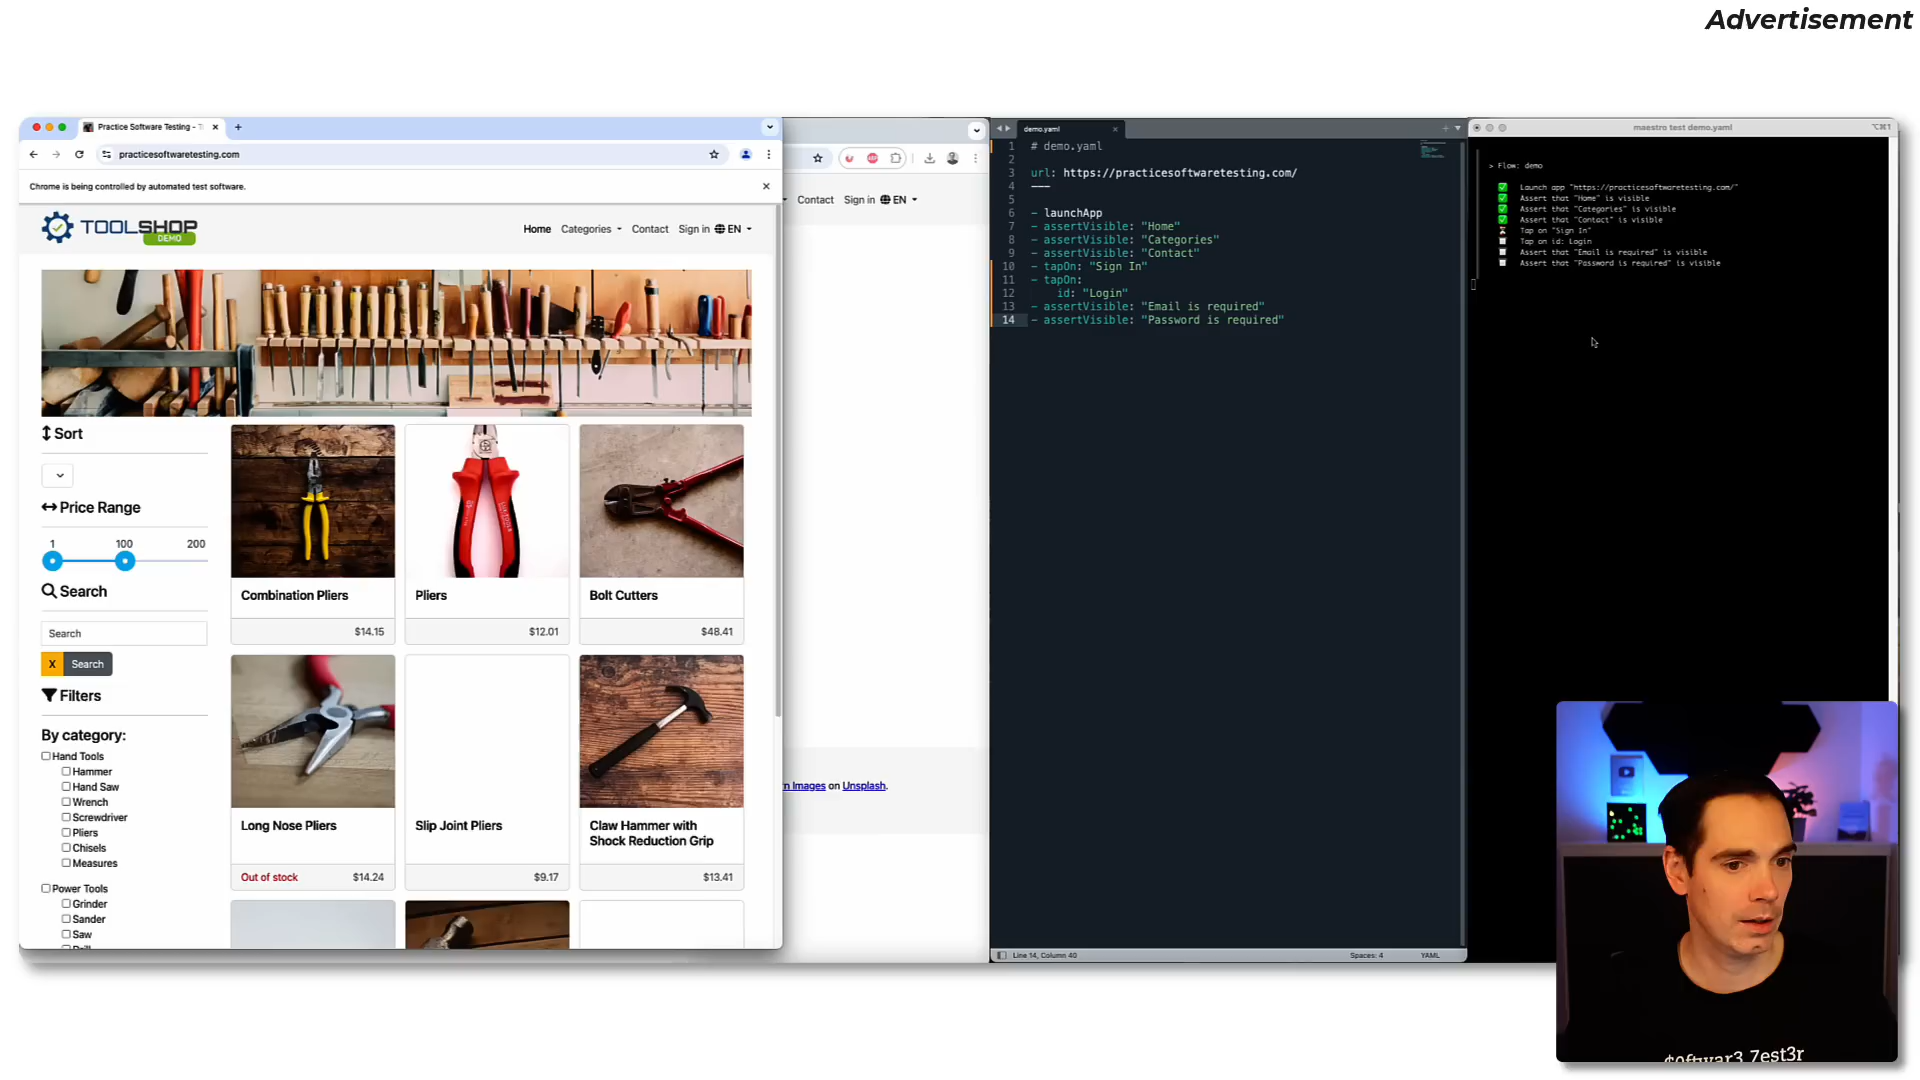 Advertisement
Practice Software Testing - T
practicesoftwaretesting.com
Chrome is being controlled by automated test software.
TOOLSHOP
DEMO
Home
Categories
Contact
Sign in
EN
Sort
Price Range
1
100
200
Search
Search
X
Search
Filters
By category:
Hand Tools
Hammer
Hand Saw
Wrench
Screwdriver
Pliers
Chisels
Measures
Power Tools
Grinder
Sander
Saw
Drill
Combination Pliers
$14.15
Pliers
$12.01
Bolt Cutters
$48.41
Long Nose Pliers
Out of stock
$14.24
Slip Joint Pliers
$9.17
Claw Hammer with
Shock Reduction Grip
$13.41
Contact
Sign in
EN
n Images on Unsplash.
demo.yaml
1 # demo.yaml
2
3 url: https://practicesoftwaretesting.com/
4 ---
5
6 - launchApp
7 - assertVisible: "Home"
8 - assertVisible: "Categories"
9 - assertVisible: "Contact"
10 - tapOn: "Sign In"
11 - tapOn:
12 id: "Login"
13 - assertVisible: "Email is required"
14 - assertVisible: "Password is required"
Line 14, Column 40
Spaces: 4
YAML
maestro test demo.yaml
⌥⌘1
> Flow: demo
Launch app "https://practicesoftwaretesting.com/"
Assert that "Home" is visible
Assert that "Categories" is visible
Assert that "Contact" is visible
Tap on "Sign In"
Tap on id: Login
Assert that "Email is required" is visible
Assert that "Password is required" is visible
$oftwar3 7est3r